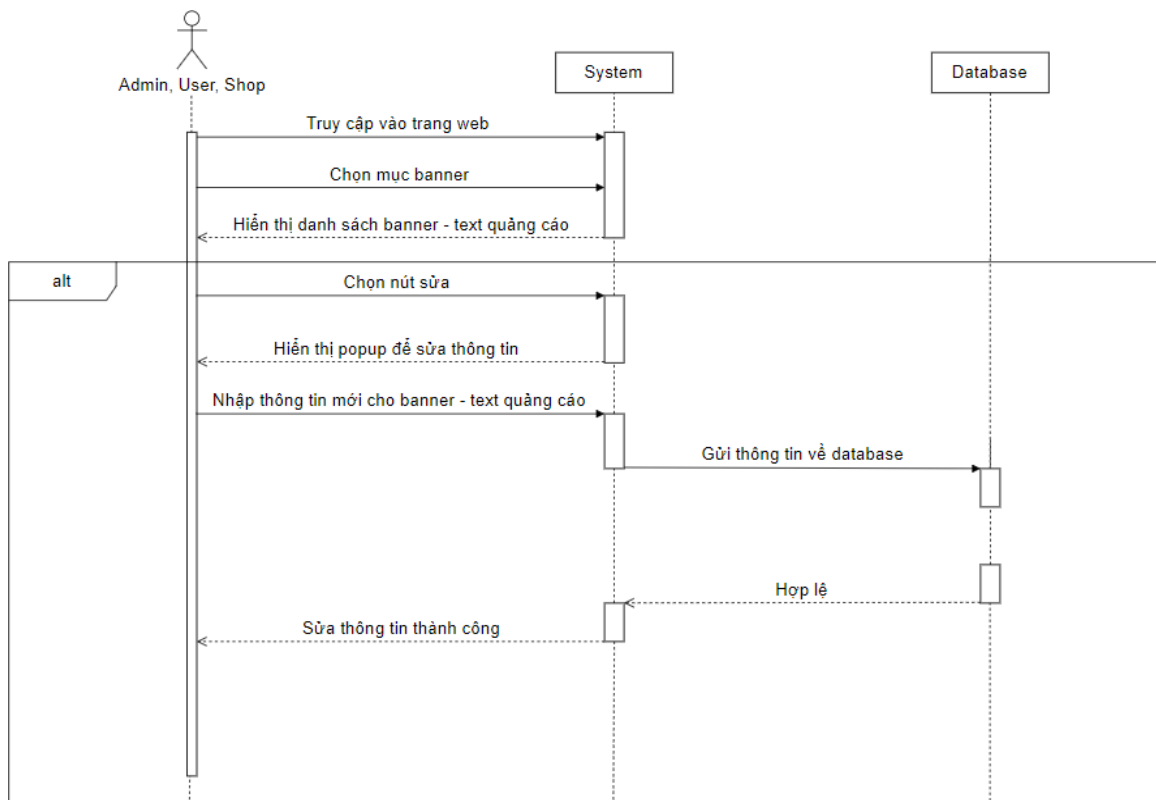 Admin, User, Shop
System
Database
Truy cập vào trang web
Chọn mục banner
Hiển thị danh sách banner - text quảng cáo
alt
Chọn nút sửa
Hiển thị popup để sửa thông tin
Nhập thông tin mới cho banner - text quảng cáo
Gửi thông tin về database
Hợp lệ
Sửa thông tin thành công